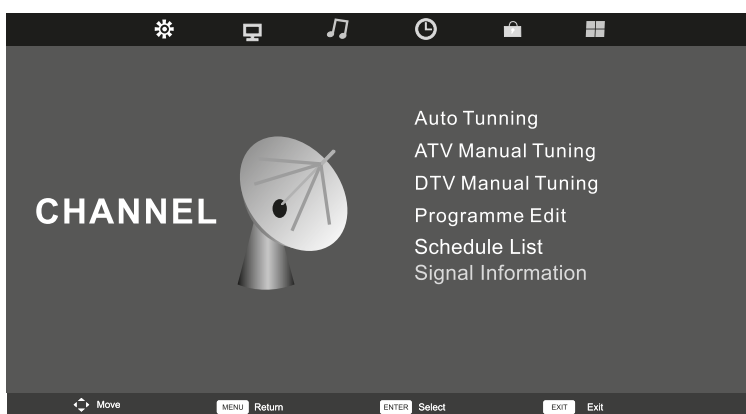 CHANNEL
Auto Tunning
ATV Manual Tuning
DTV Manual Tuning
Programme Edit
Schedule List
Signal Information
Move MENU Return ENTER Select EXIT Exit